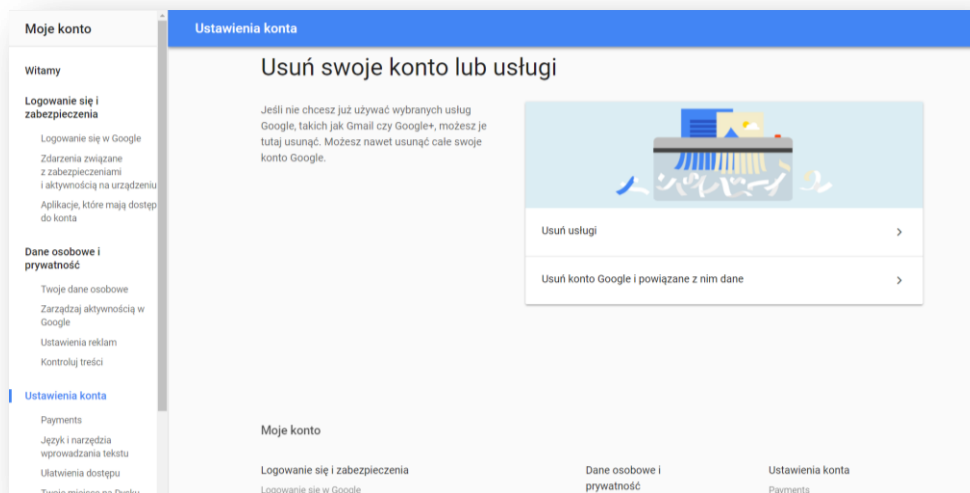 Moje konto
Ustawienia konta
Witamy
Logowanie się i
zabezpieczenia
Logowanie się w Google
Zdarzenia związane
z zabezpieczeniami
i aktywnością na urządzeniu
Aplikacje, które mają dostęp
do konta
Dane osobowe i
prywatność
Twoje dane osobowe
Zarządzaj aktywnością w
Google
Ustawienia reklam
Kontroluj treści
Ustawienia konta
Payments
Język i narzędzia
wprowadzania tekstu
Ułatwienia dostępu
Usuń swoje konto lub usługi
Jeśli nie chcesz już używać wybranych usług
Google, takich jak Gmail czy Google+, możesz je
tutaj usunąć. Możesz nawet usunąć całe swoje
konto Google.
Usuń usługi
Usuń konto Google i powiązane z nim dane
Moje konto
Logowanie się i zabezpieczenia
Logowanie się w Google
Dane osobowe i
prywatność
Ustawienia konta
Payments